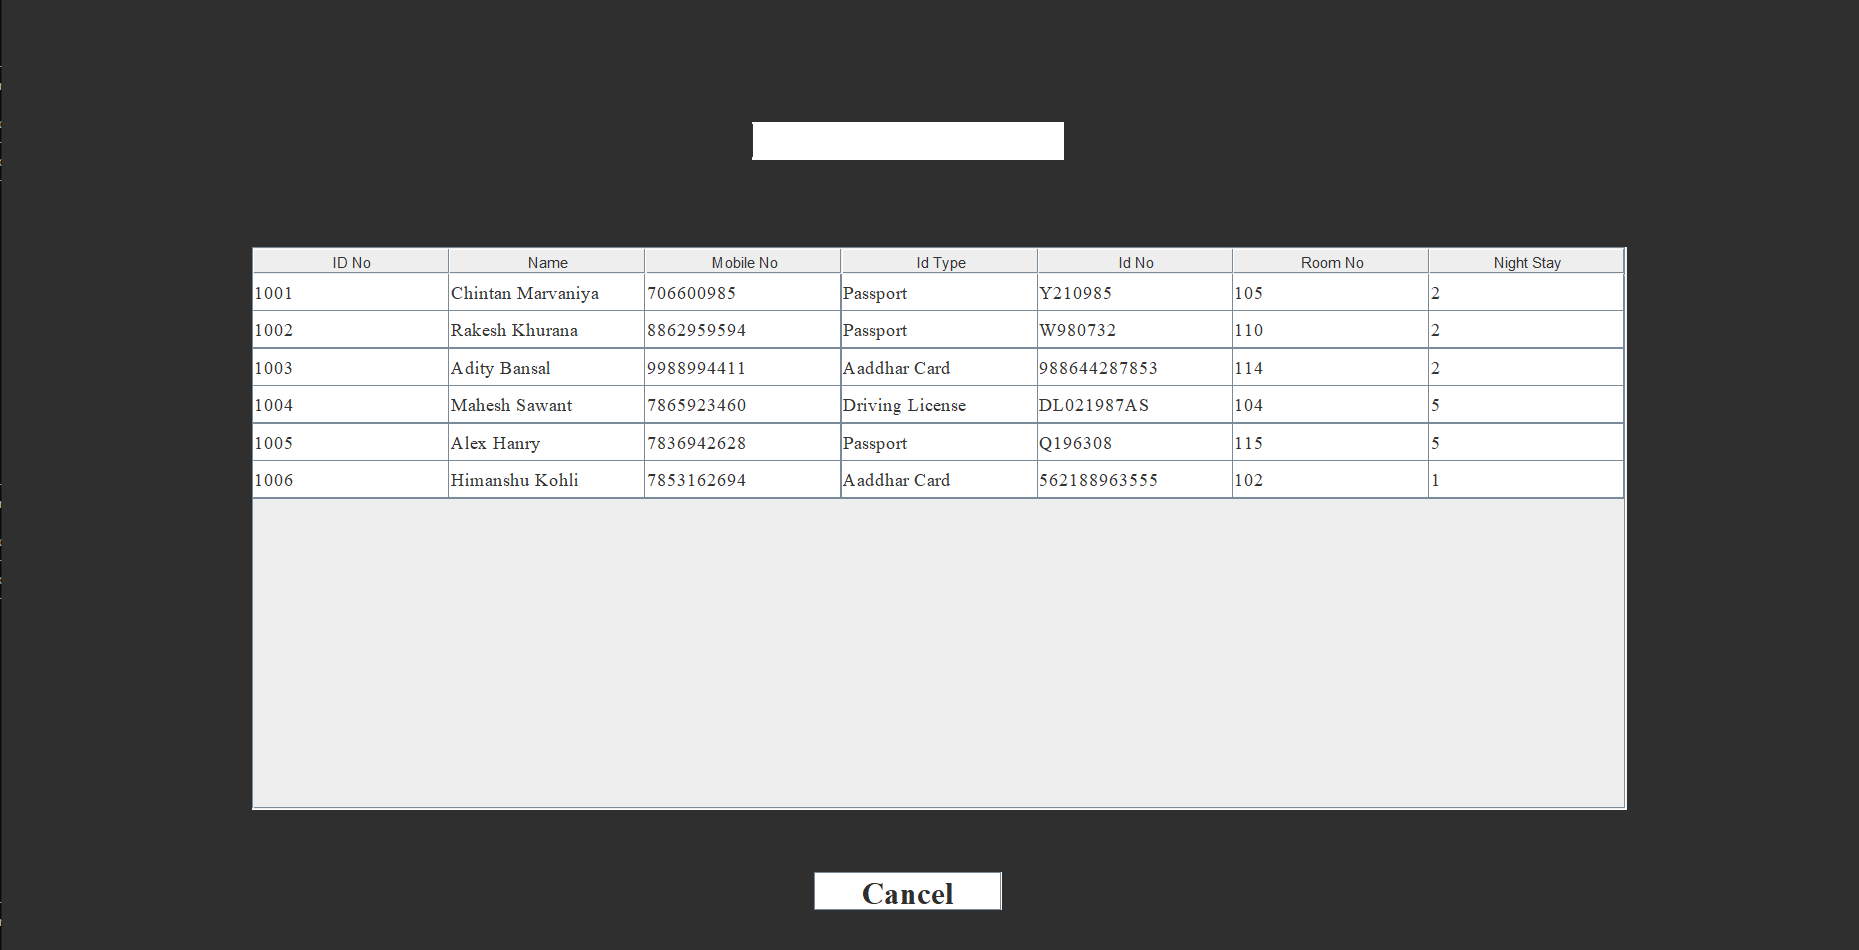 ID No Name Mobile No Id Type Id No Room No Night Stay
1001 Chintan Marvaniya 706600985 Passport Y210985 105 2
1002 Rakesh Khurana 8862959594 Passport W980732 110 2
1003 Adity Bansal 9988994411 Aaddhar Card 988644287853 114 2
1004 Mahesh Sawant 7865923460 Driving License DL021987AS 104 5
1005 Alex Hanry 7836942628 Passport Q196308 115 5
1006 Himanshu Kohli 7853162694 Aaddhar Card 562188963555 102 1
Cancel